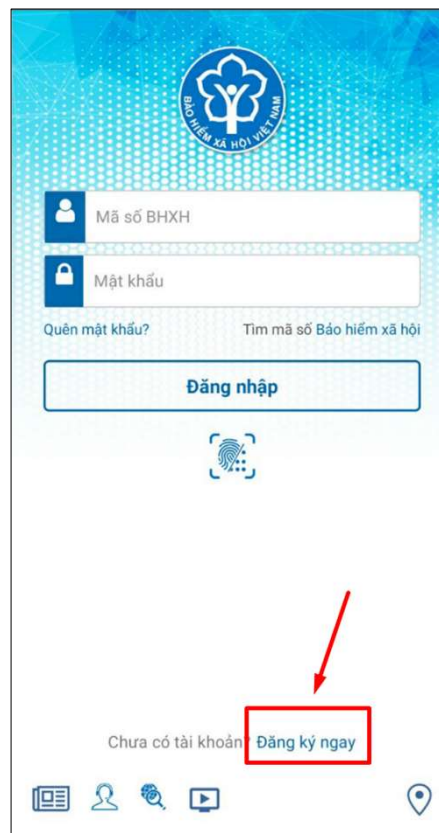 BẢO HIỂM XÃ HỘI VIỆT NAM
Mã số BHXH
Mật khẩu
Quên mật khẩu? Tìm mã số Bảo hiểm xã hội
Đăng nhập
Chưa có tài khoản? Đăng ký ngay